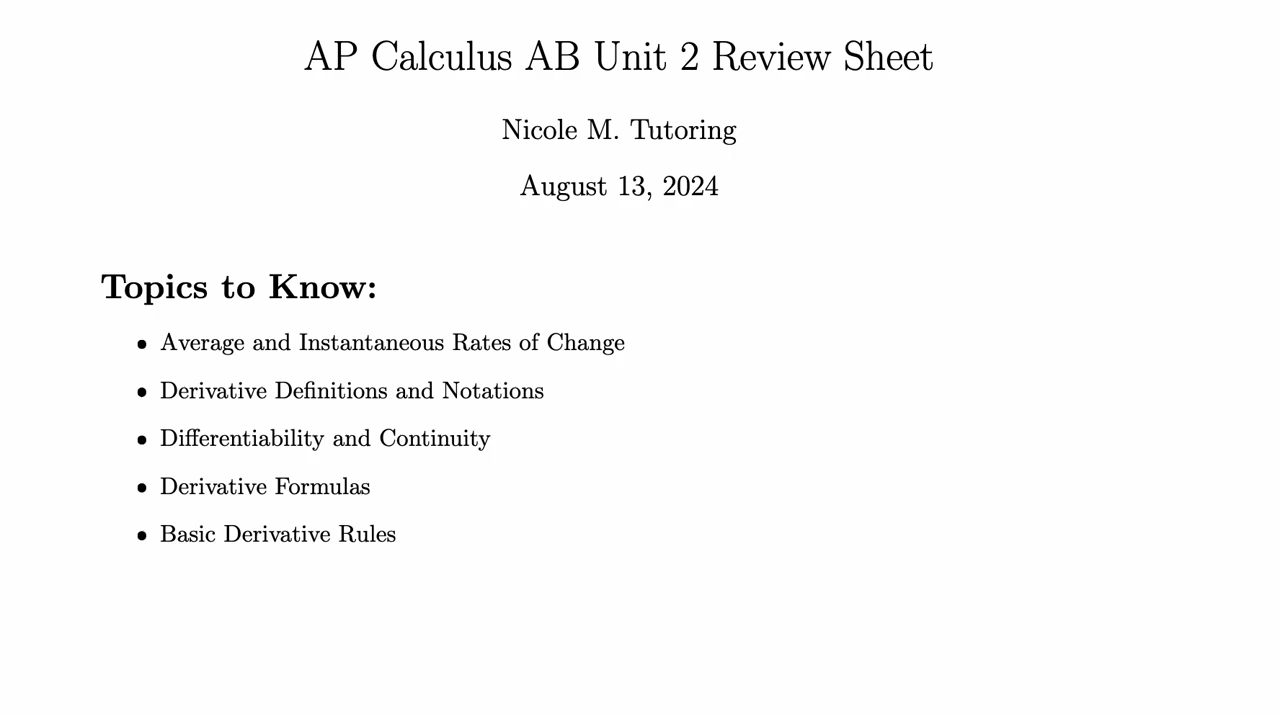 AP Calculus AB Unit 2 Review Sheet
Nicole M. Tutoring
August 13, 2024
Topics to Know:
• Average and Instantaneous Rates of Change
• Derivative Definitions and Notations
• Differentiability and Continuity
• Derivative Formulas
• Basic Derivative Rules